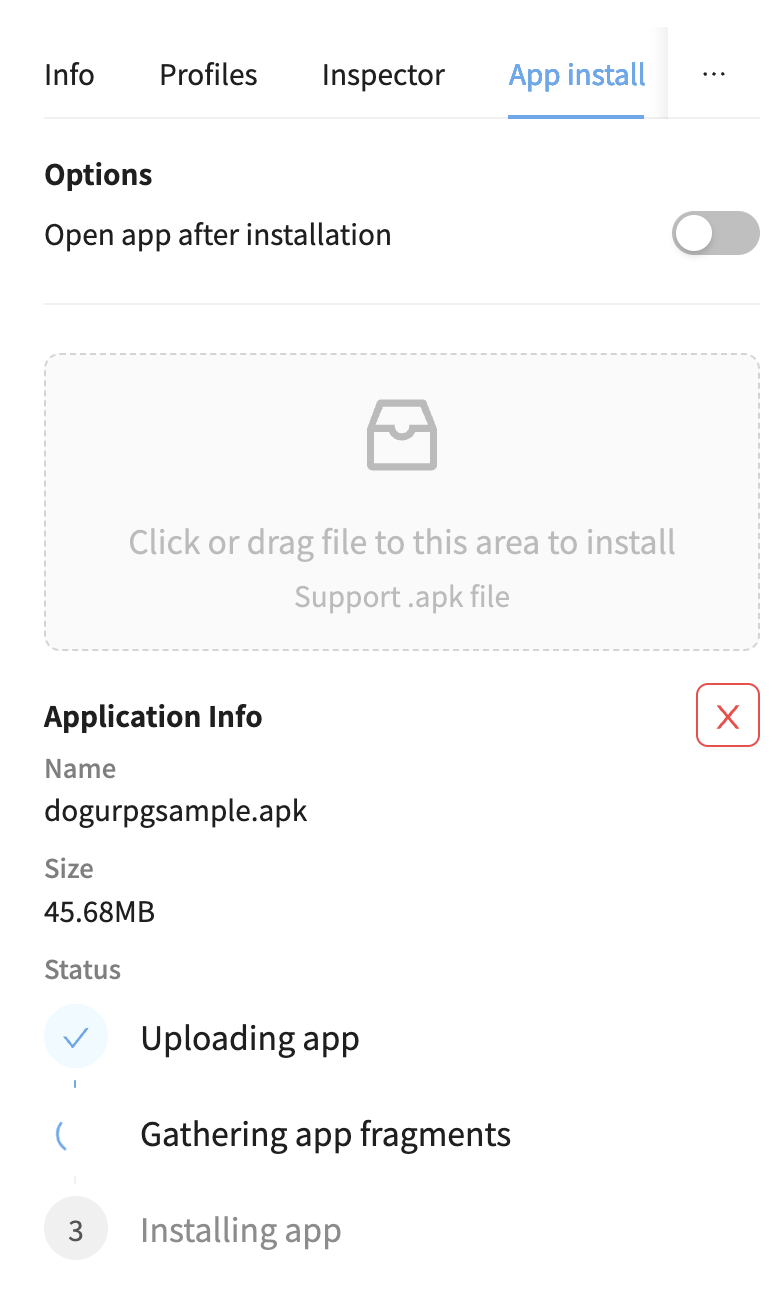 Info Profiles Inspector App install ...
Options
Open app after installation
Click or drag file to this area to install
Support .apk file
Application Info
Name
dogurpgsample.apk
Size
45.68MB
Status
Uploading app
Gathering app fragments
3 Installing app